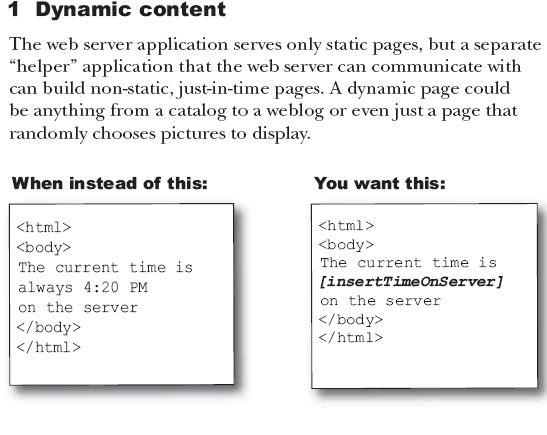 1 Dynamic content
The web server application serves only static pages, but a separate
“helper” application that the web server can communicate with
can build non-static, just-in-time pages. A dynamic page could
be anything from a catalog to a weblog or even just a page that
randomly chooses pictures to display.
When instead of this:
<html>
<body>
The current time is
always 4:20 PM
on the server
</body>
</html>
You want this:
<html>
<body>
The current time is
[insertTimeOnServer]
on the server
</body>
</html>